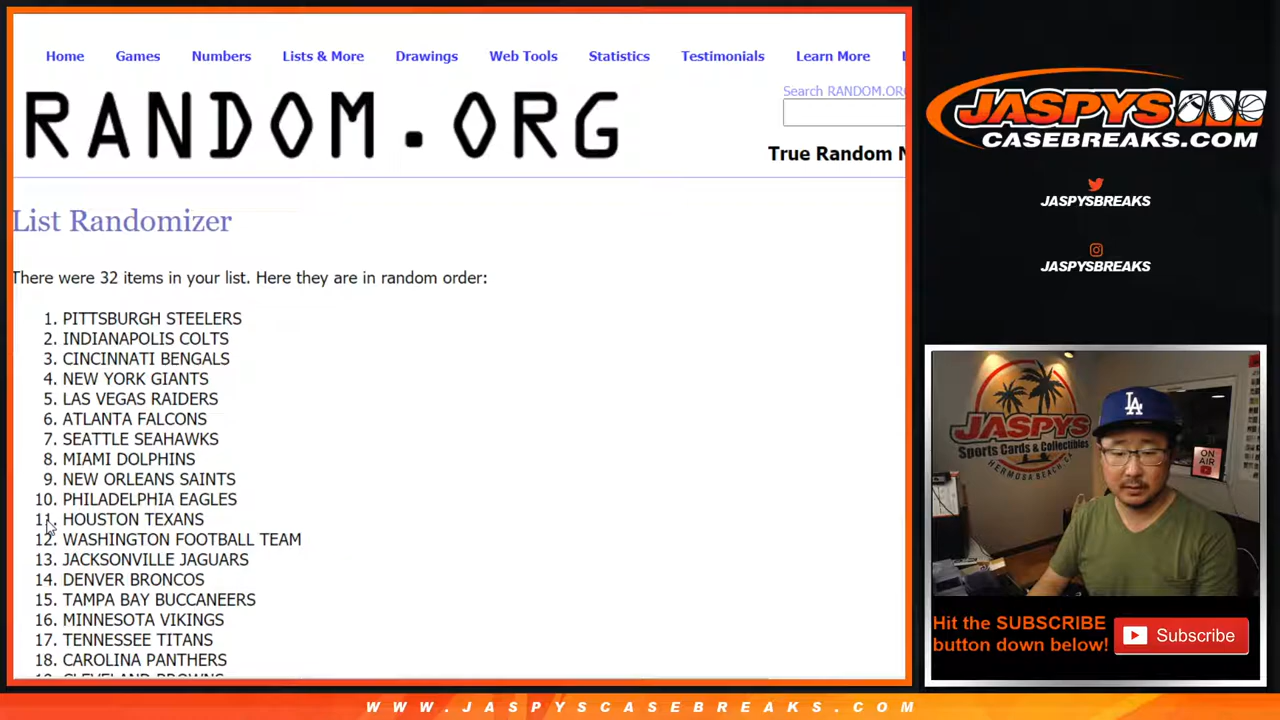 Home Games Numbers Lists & More Drawings Web Tools Statistics Testimonials Learn More
RANDOM.ORG
Search RANDOM.ORG
True Random N
List Randomizer
There were 32 items in your list. Here they are in random order:
1. PITTSBURGH STEELERS
2. INDIANAPOLIS COLTS
3. CINCINNATI BENGALS
4. NEW YORK GIANTS
5. LAS VEGAS RAIDERS
6. ATLANTA FALCONS
7. SEATTLE SEAHAWKS
8. MIAMI DOLPHINS
9. NEW ORLEANS SAINTS
10. PHILADELPHIA EAGLES
11. HOUSTON TEXANS
12. WASHINGTON FOOTBALL TEAM
13. JACKSONVILLE JAGUARS
14. DENVER BRONCOS
15. TAMPA BAY BUCCANEERS
16. MINNESOTA VIKINGS
17. TENNESSEE TITANS
18. CAROLINA PANTHERS
19. CLEVELAND BROWNS
JASPYS
CASEBREAKS.COM
JASPYSBREAKS
JASPYSBREAKS
JASPYS
Sports Cards & Collectibles
HERMOSA BEACH CA
LA
ON
AIR
Hit the SUBSCRIBE
button down below!
Subscribe
WWW.JASPYSCASEBREAKS.COM